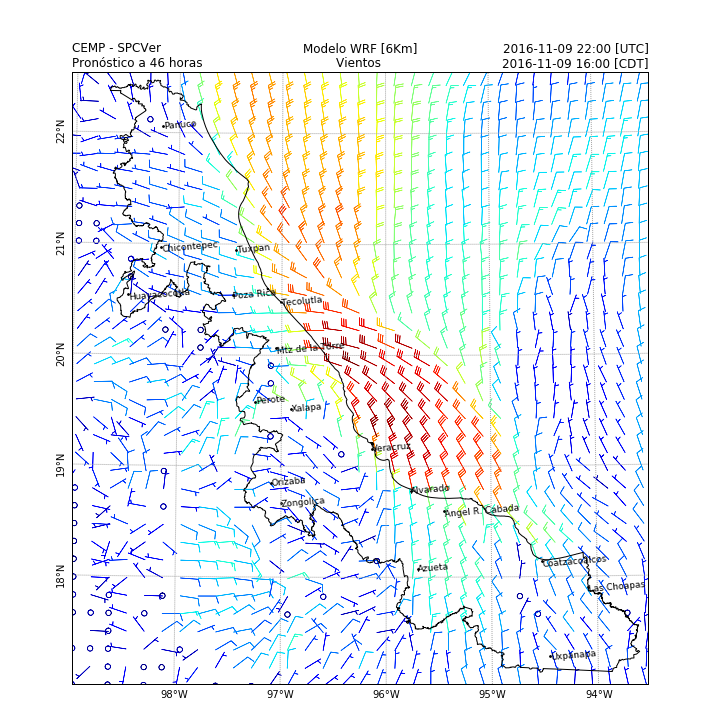 CEMP - SPCVer Modelo WRF [6Km] 2016-11-09 22:00 [UTC]
Pronóstico a 46 horas Vientos 2016-11-09 16:00 [CDT]
22°N
Panuco
21°N
Chicontepec
Tuxpan
Huayacocotla
Poza Rica
Tecolutla
20°N
Mtz de la Torre
Perote
Xalapa
19°N
Veracruz
Orizaba
Alvarado
Zongolica
Angel R. Cabada
18°N
Azueta
Coatzacoalcos
Las Choapas
Uxpanapa
98°W 97°W 96°W 95°W 94°W